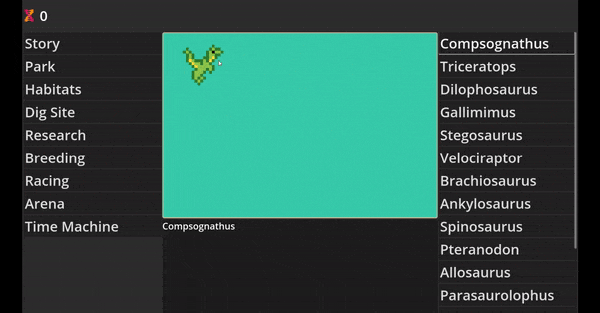 0
Story
Park
Habitats
Dig Site
Research
Breeding
Racing
Arena
Time Machine
Compsognathus
Compsognathus
Triceratops
Dilophosaurus
Gallimimus
Stegosaurus
Velociraptor
Brachiosaurus
Ankylosaurus
Spinosaurus
Pteranodon
Allosaurus
Parasaurolophus